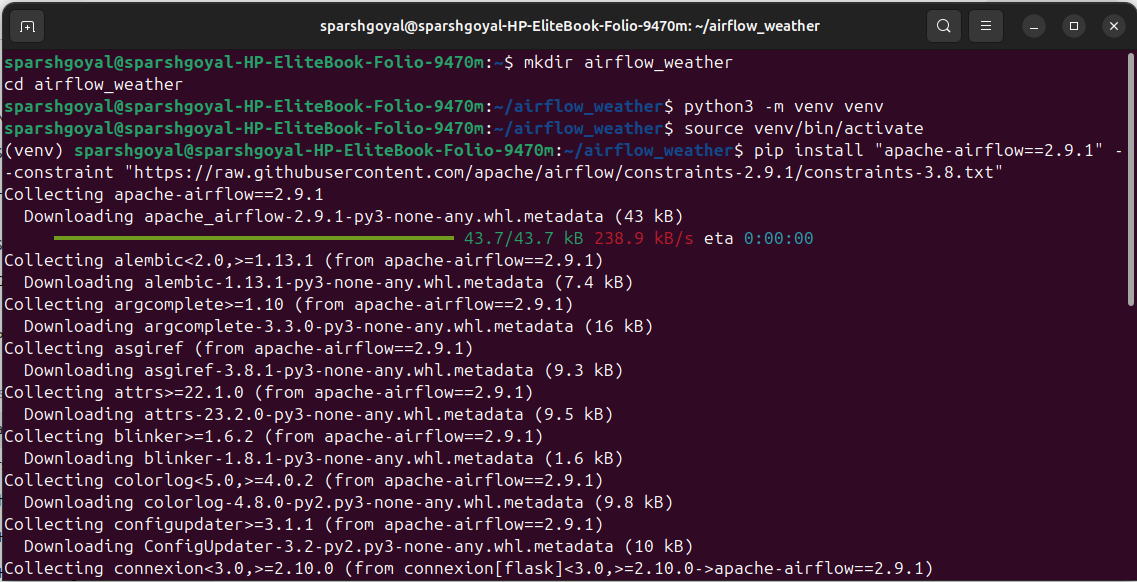 sparshgoyal@sparshgoyal-HP-EliteBook-Folio-9470m: ~/airflow_weather
sparshgoyal@sparshgoyal-HP-EliteBook-Folio-9470m:~$ mkdir airflow_weather
cd airflow_weather
sparshgoyal@sparshgoyal-HP-EliteBook-Folio-9470m:~/airflow_weather$ python3 -m venv venv
sparshgoyal@sparshgoyal-HP-EliteBook-Folio-9470m:~/airflow_weather$ source venv/bin/activate
(venv) sparshgoyal@sparshgoyal-HP-EliteBook-Folio-9470m:~/airflow_weather$ pip install "apache-airflow==2.9.1" -
-constraint "https://raw.githubusercontent.com/apache/airflow/constraints-2.9.1/constraints-3.8.txt"
Collecting apache-airflow==2.9.1
  Downloading apache_airflow-2.9.1-py3-none-any.whl.metadata (43 kB)
43.7/43.7 kB 238.9 kB/s eta 0:00:00
Collecting alembic<2.0,>=1.13.1 (from apache-airflow==2.9.1)
  Downloading alembic-1.13.1-py3-none-any.whl.metadata (7.4 kB)
Collecting argcomplete>=1.10 (from apache-airflow==2.9.1)
  Downloading argcomplete-3.3.0-py3-none-any.whl.metadata (16 kB)
Collecting asgiref (from apache-airflow==2.9.1)
  Downloading asgiref-3.8.1-py3-none-any.whl.metadata (9.3 kB)
Collecting attrs>=22.1.0 (from apache-airflow==2.9.1)
  Downloading attrs-23.2.0-py3-none-any.whl.metadata (9.5 kB)
Collecting blinker>=1.6.2 (from apache-airflow==2.9.1)
  Downloading blinker-1.8.1-py3-none-any.whl.metadata (1.6 kB)
Collecting colorlog<5.0,>=4.0.2 (from apache-airflow==2.9.1)
  Downloading colorlog-4.8.0-py2.py3-none-any.whl.metadata (9.8 kB)
Collecting configupdater>=3.1.1 (from apache-airflow==2.9.1)
  Downloading ConfigUpdater-3.2-py2.py3-none-any.whl.metadata (10 kB)
Collecting connexion<3.0,>=2.10.0 (from connexion[flask]<3.0,>=2.10.0->apache-airflow==2.9.1)